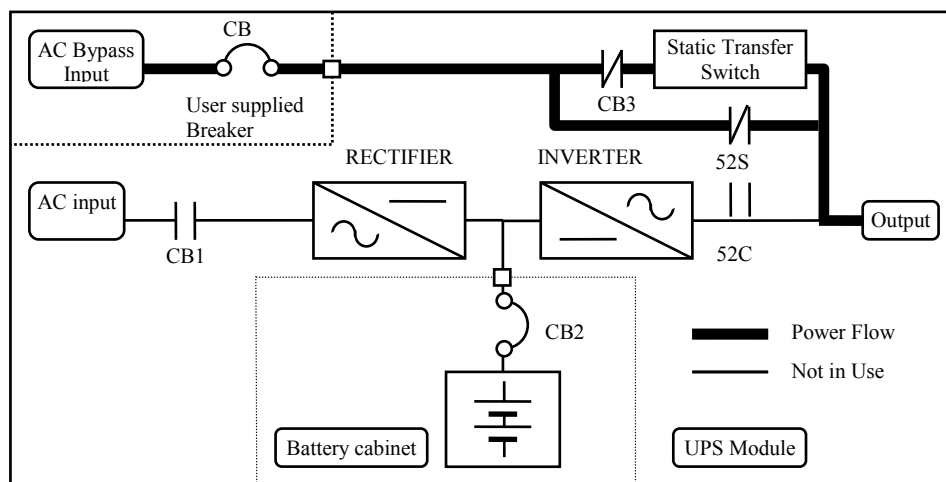 AC Bypass
Input
CB
User supplied
Breaker
CB3
Static Transfer
Switch
52S
RECTIFIER
INVERTER
AC input
CB1
52C
Output
CB2
Power Flow
Not in Use
Battery cabinet
UPS Module